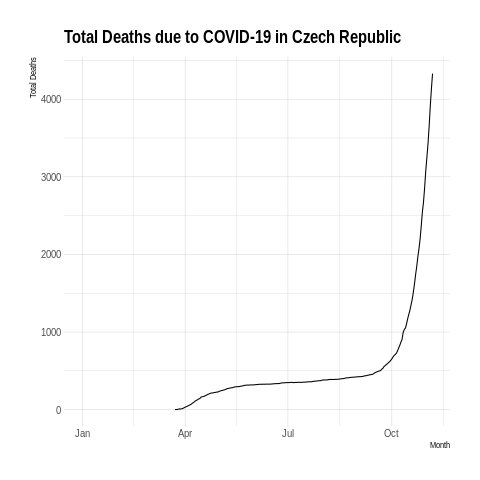 Total Deaths due to COVID-19 in Czech Republic
Total Deaths
4000
3000
2000
1000
0
Jan Apr Jul Oct
Month